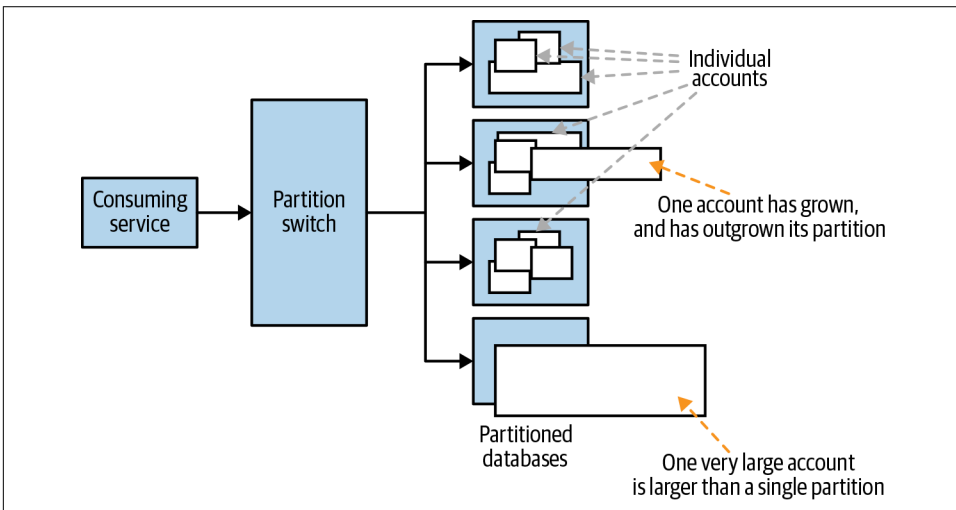 Individual
accounts
Consuming
service
Partition
switch
One account has grown,
and has outgrown its partition
Partitioned
databases
One very large account
is larger than a single partition